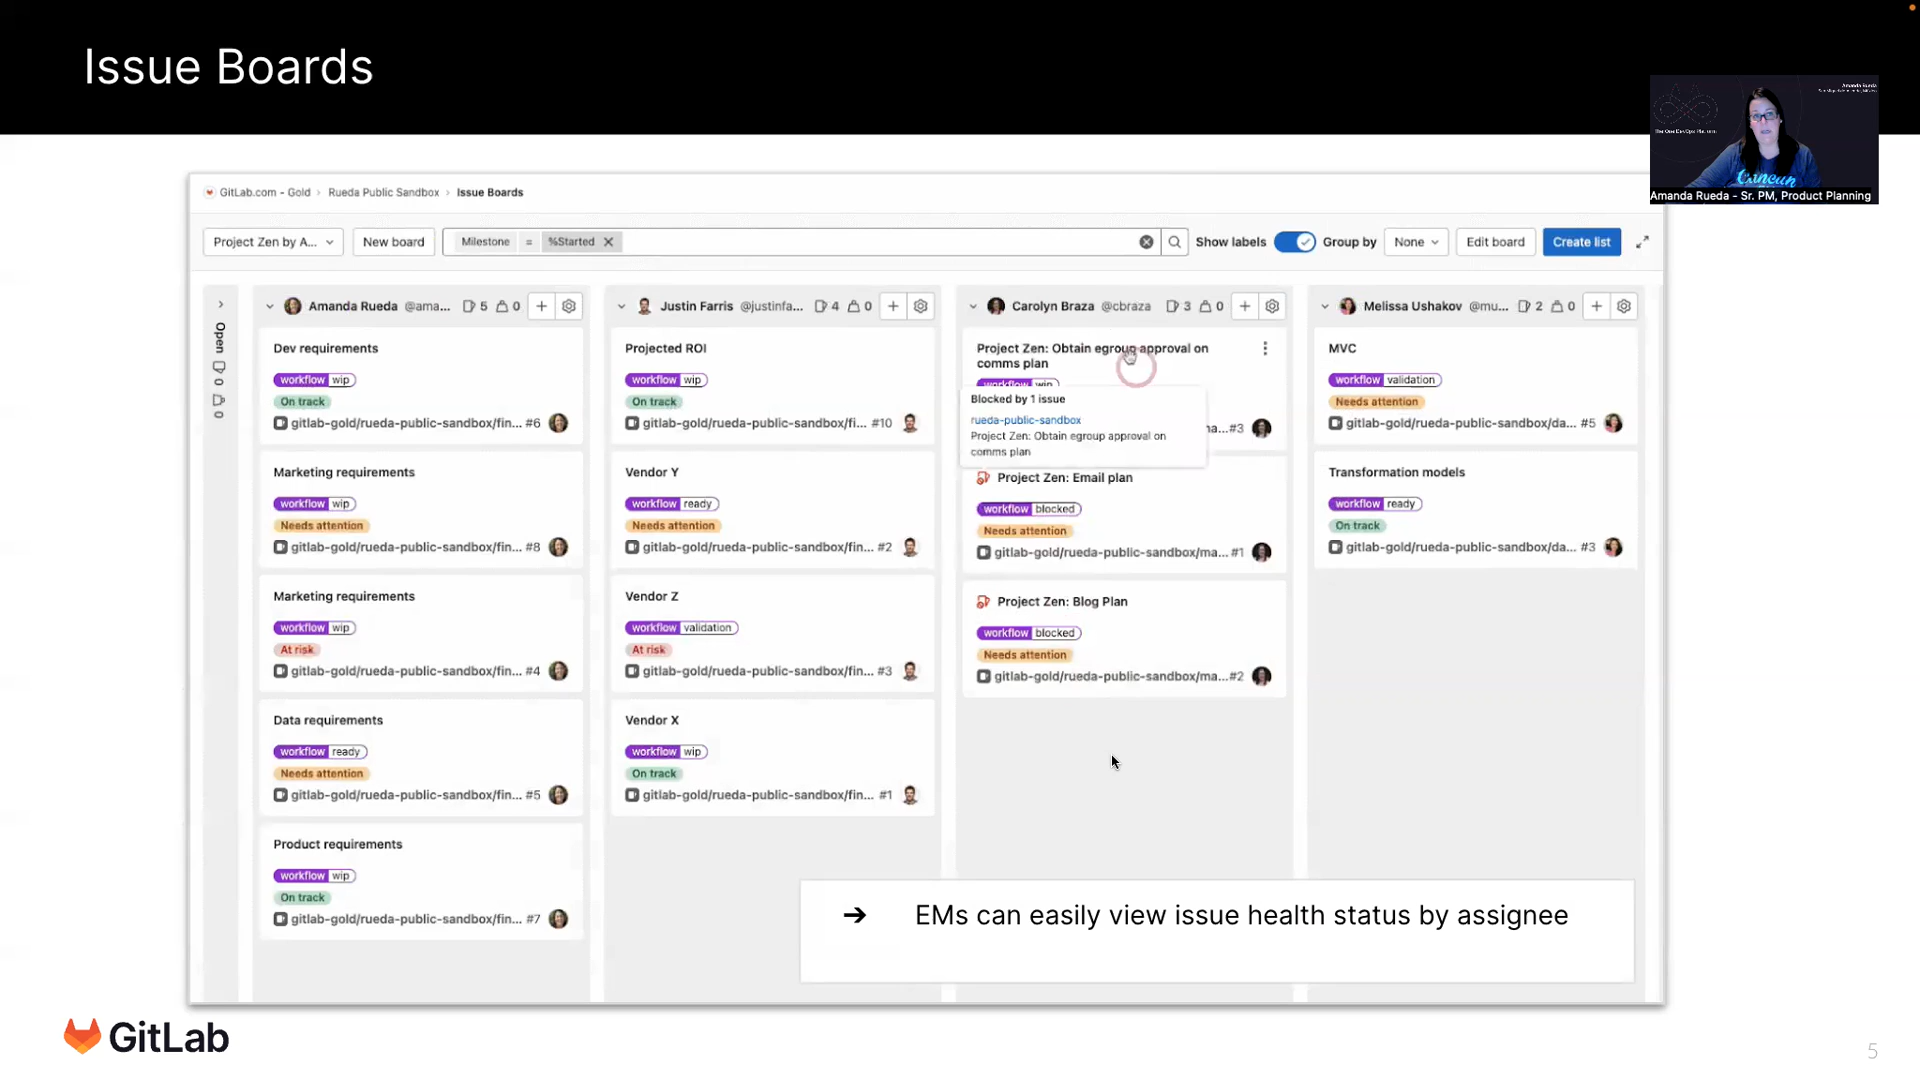 Issue Boards
Amanda Rueda
The One DevOps Platform
Cancun
Amanda Rueda - Sr. PM, Product Planning
GitLab.com - Gold › Rueda Public Sandbox › Issue Boards
Project Zen by A... New board Milestone = %Started Show labels Group by None Edit board Create list
Open 0 0
Amanda Rueda @ama... 5 0
Dev requirements
workflow wip
On track
gitlab-gold/rueda-public-sandbox/fin... #6
Marketing requirements
workflow wip
Needs attention
gitlab-gold/rueda-public-sandbox/fin... #8
Marketing requirements
workflow wip
At risk
gitlab-gold/rueda-public-sandbox/fin... #4
Data requirements
workflow ready
Needs attention
gitlab-gold/rueda-public-sandbox/fin... #5
Product requirements
workflow wip
On track
gitlab-gold/rueda-public-sandbox/fin... #7
Justin Farris @justinfa... 4 0
Projected ROI
workflow wip
On track
gitlab-gold/rueda-public-sandbox/fi... #10
Vendor Y
workflow ready
Needs attention
gitlab-gold/rueda-public-sandbox/fin... #2
Vendor Z
workflow validation
At risk
gitlab-gold/rueda-public-sandbox/fin... #3
Vendor X
workflow wip
On track
gitlab-gold/rueda-public-sandbox/fin... #1
Carolyn Braza @cbraza 3 0
Project Zen: Obtain egroup approval on
comms plan
workflow wip
Blocked by 1 issue
rueda-public-sandbox
Project Zen: Obtain egroup approval on
comms plan
na...#3
Project Zen: Email plan
workflow blocked
Needs attention
gitlab-gold/rueda-public-sandbox/ma... #1
Project Zen: Blog Plan
workflow blocked
Needs attention
gitlab-gold/rueda-public-sandbox/ma...#2
Melissa Ushakov @mu... 2 0
MVC
workflow validation
Needs attention
gitlab-gold/rueda-public-sandbox/da... #5
Transformation models
workflow ready
On track
gitlab-gold/rueda-public-sandbox/da... #3
➔ EMs can easily view issue health status by assignee
GitLab
5